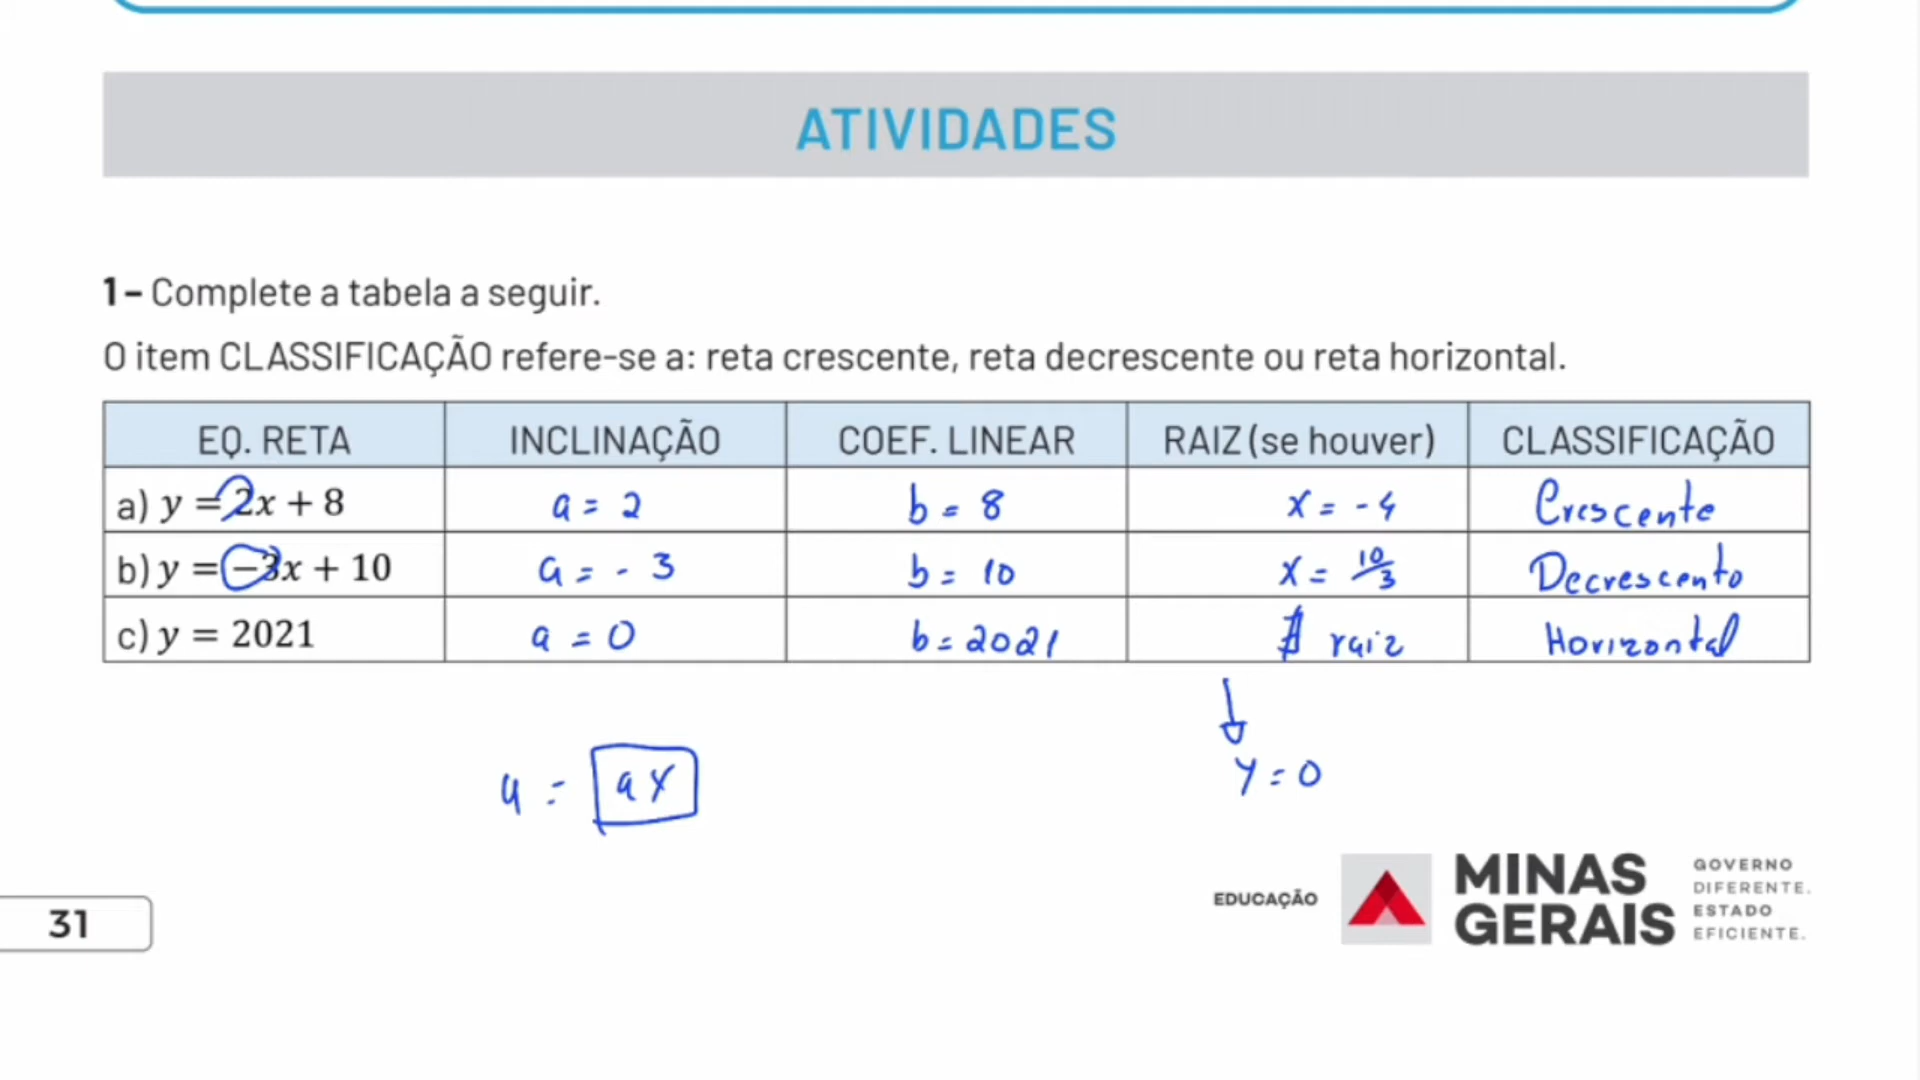 ATIVIDADES
1 – Complete a tabela a seguir.
O item CLASSIFICAÇÃO refere-se a: reta crescente, reta decrescente ou reta horizontal.
EQ. RETA INCLINAÇÃO COEF. LINEAR RAIZ (se houver) CLASSIFICAÇÃO
a) y = 2x + 8 a = 2 b = 8 x = -4 Crescente
b) y = −3x + 10 a = - 3 b = 10 x = 10/3 Decrescento
c) y = 2021 a = 0 b = 2021 ∄ raiz Horizontal
y = ax
y = 0
31
EDUCAÇÃO
MINAS
GERAIS
GOVERNO
DIFERENTE.
ESTADO
EFICIENTE.